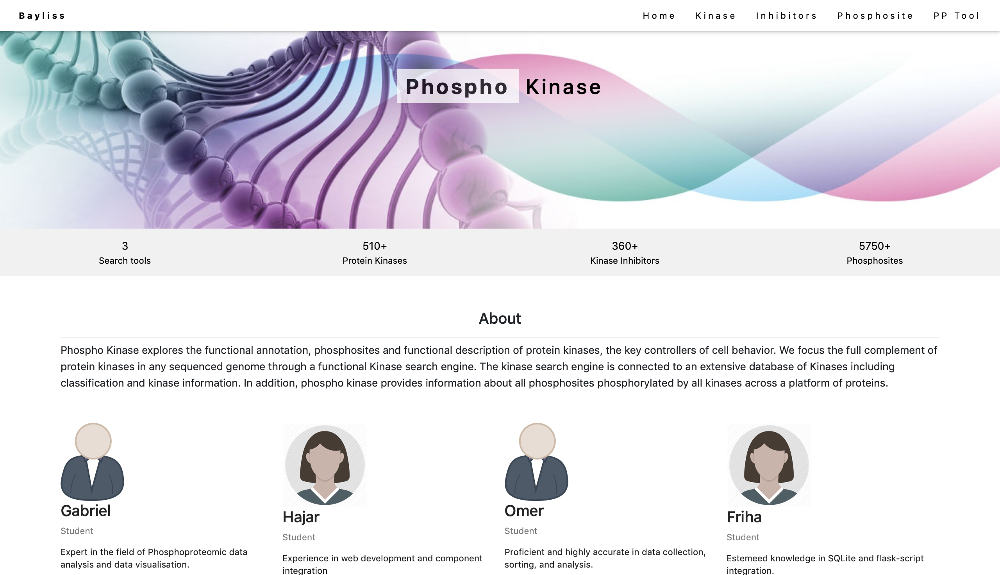 Bayliss
Home Kinase Inhibitors Phosphosite PP Tool
Phospho Kinase
3
Search tools
510+
Protein Kinases
360+
Kinase Inhibitors
5750+
Phosphosites
About
Phospho Kinase explores the functional annotation, phosphosites and functional description of protein kinases, the key controllers of cell behavior. We focus the full complement of
protein kinases in any sequenced genome through a functional Kinase search engine. The kinase search engine is connected to an extensive database of Kinases including
classification and kinase information. In addition, phospho kinase provides information about all phosphosites phosphorylated by all kinases across a platform of proteins.
Gabriel
Student
Expert in the field of Phosphoproteomic data
analysis and data visualisation.
Hajar
Student
Experience in web development and component
integration
Omer
Student
Proficient and highly accurate in data collection,
sorting, and analysis.
Friha
Student
Estemeed knowledge in SQLite and flask-script
integration.